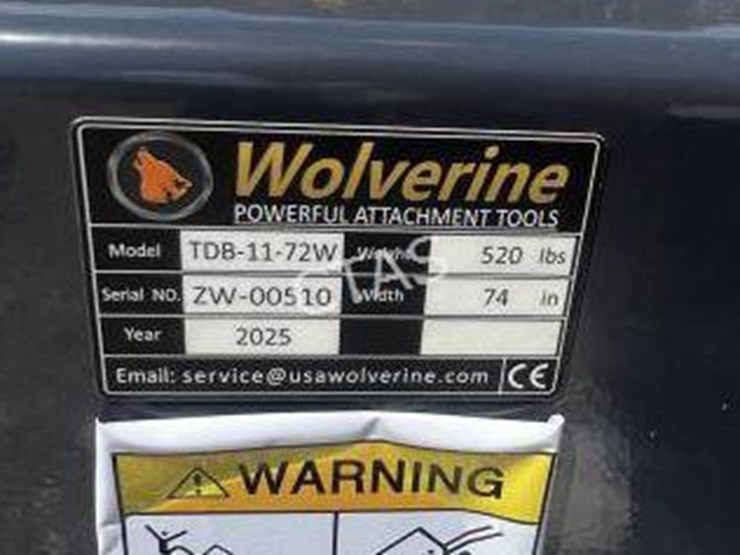 Wolverine
POWERFUL ATTACHMENT TOOLS
Model TDB-11-72W Weight 520 lbs
Serial NO. ZW-00510 Width 74 in
Year 2025
Email: service@usawolverine.com CE
WARNING